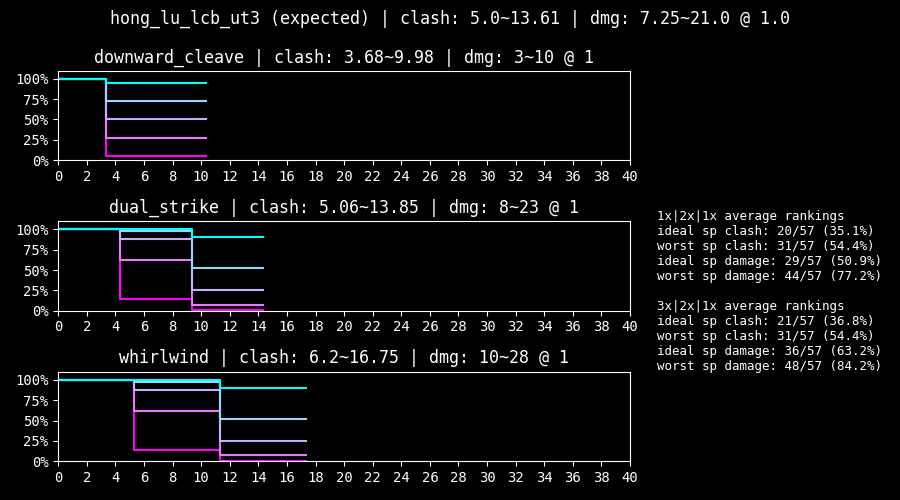 hong_lu_lcb_ut3 (expected) | clash: 5.0~13.61 | dmg: 7.25~21.0 @ 1.0
downward_cleave | clash: 3.68~9.98 | dmg: 3~10 @ 1
100%
75%
50%
25%
0%
0 2 4 6 8 10 12 14 16 18 20 22 24 26 28 30 32 34 36 38 40
dual_strike | clash: 5.06~13.85 | dmg: 8~23 @ 1
100%
75%
50%
25%
0%
0 2 4 6 8 10 12 14 16 18 20 22 24 26 28 30 32 34 36 38 40
whirlwind | clash: 6.2~16.75 | dmg: 10~28 @ 1
100%
75%
50%
25%
0%
0 2 4 6 8 10 12 14 16 18 20 22 24 26 28 30 32 34 36 38 40
1x|2x|1x average rankings
ideal sp clash: 20/57 (35.1%)
worst sp clash: 31/57 (54.4%)
ideal sp damage: 29/57 (50.9%)
worst sp damage: 44/57 (77.2%)
3x|2x|1x average rankings
ideal sp clash: 21/57 (36.8%)
worst sp clash: 31/57 (54.4%)
ideal sp damage: 36/57 (63.2%)
worst sp damage: 48/57 (84.2%)